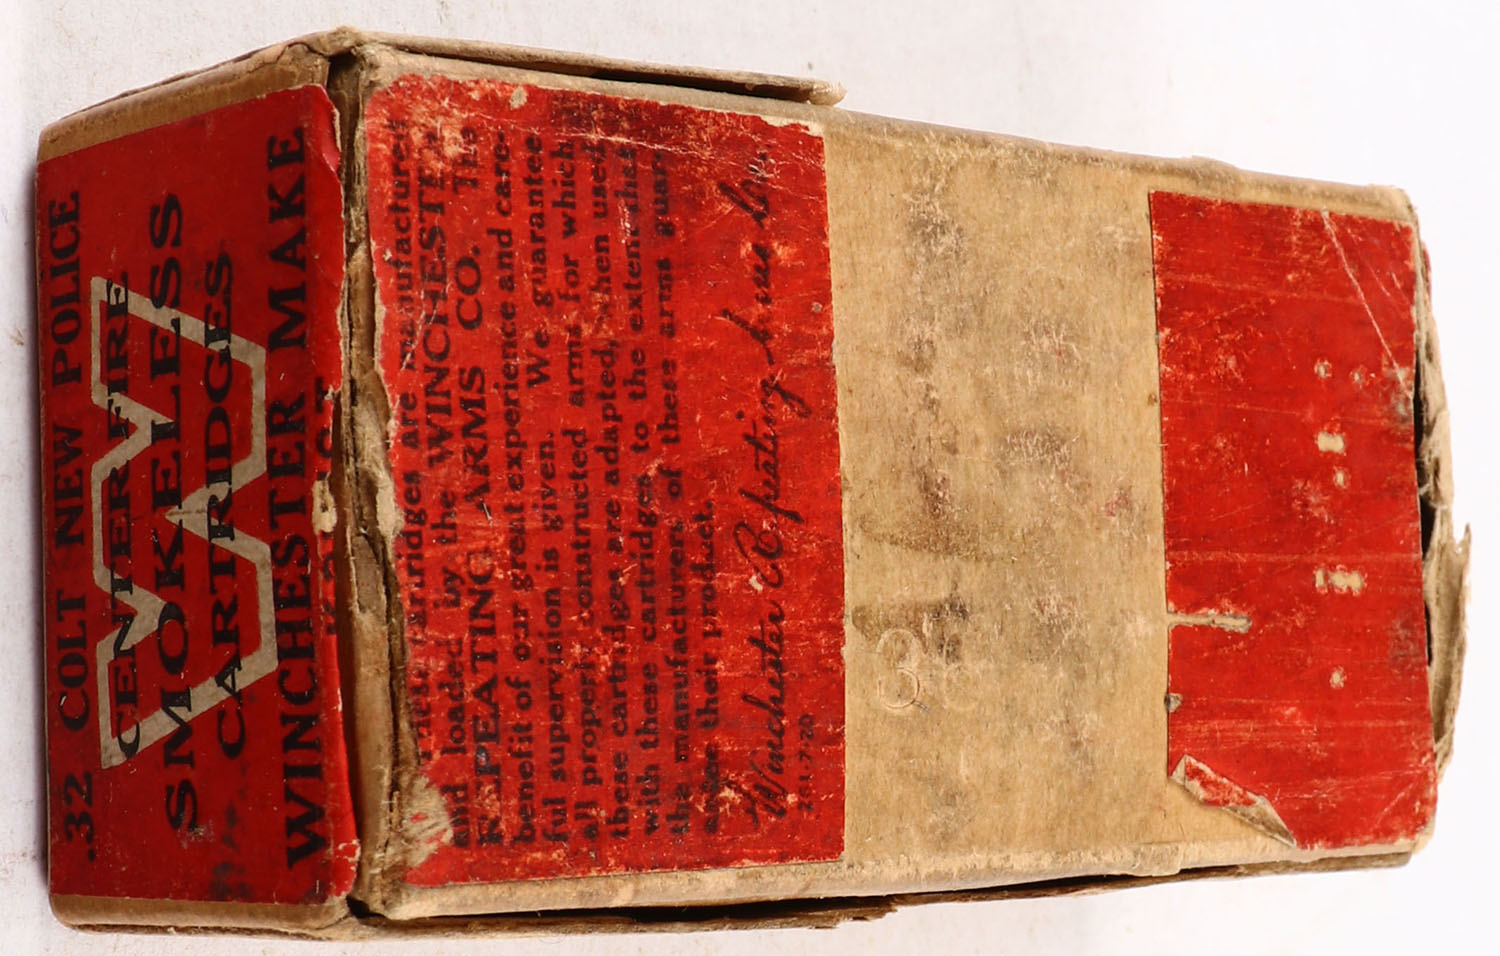 .32 COLT NEW POLICE
CENTER FIRE
SMOKELESS
CARTRIDGES
WINCHESTER MAKE
These cartridges are manufactured
and loaded by the WINCHESTER
REPEATING ARMS CO. The
benefit of our great experience and care-
ful supervision is given. We guarantee
all properly constructed arms for which
these cartridges are adapted, when used
with these cartridges to the extent that
the manufacturers of these arms guar-
antee their product.
Winchester Repeating Arms Co.